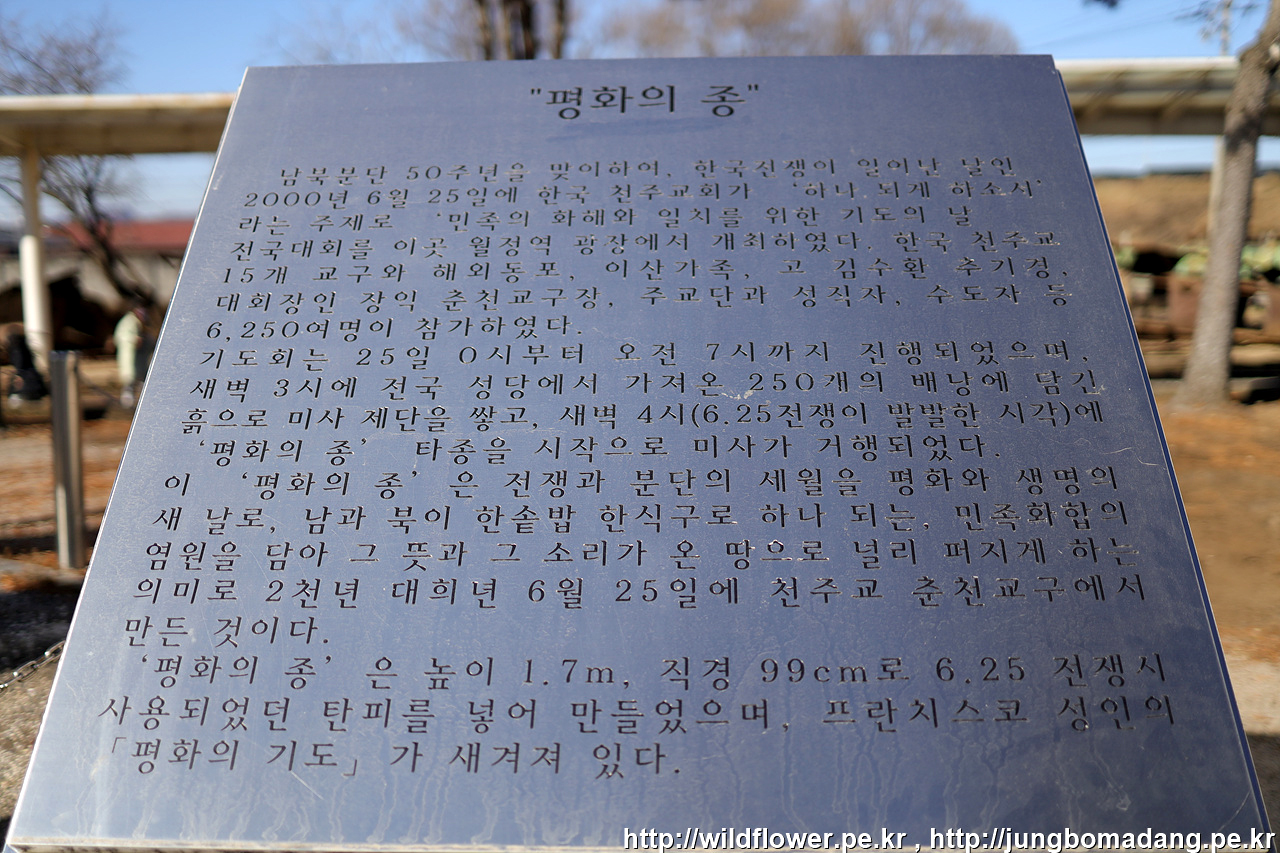 "평화의 종"
남북분단 50주년을 맞이하여, 한국전쟁이 일어난 날인
2000년 6월 25일에 한국 천주교회가 '하나 되게 하소서'
라는 주제로 '민족의 화해와 일치를 위한 기도의 날
전국대회를 이곳 월정역 광장에서 개최하였다. 한국 천주교
15개 교구와 해외동포, 이산가족, 고 김수환 추기경,
대회장인 장익 춘천교구장, 주교단과 성직자, 수도자 등
6,250여명이 참가하였다.
기도회는 25일 0시부터 오전 7시까지 진행되었으며,
새벽 3시에 전국 성당에서 가져온 250개의 배낭에 담긴
흙으로 미사 제단을 쌓고, 새벽 4시(6.25전쟁이 발발한 시각)에
'평화의 종' 타종을 시작으로 미사가 거행되었다.
이 '평화의 종'은 전쟁과 분단의 세월을 평화와 생명의
새 날로, 남과 북이 한솥밥 한식구로 하나 되는, 민족화합의
염원을 담아 그 뜻과 그 소리가 온 땅으로 널리 퍼지게 하는
의미로 2천년 대희년 6월 25일에 천주교 춘천교구에서
만든 것이다.
'평화의 종'은 높이 1.7m, 직경 99cm로 6.25 전쟁시
사용되었던 탄피를 넣어 만들었으며, 프란치스코 성인의
「평화의 기도」가 새겨져 있다.
http://wildflower.pe.kr , http://jungbomadang.pe.kr